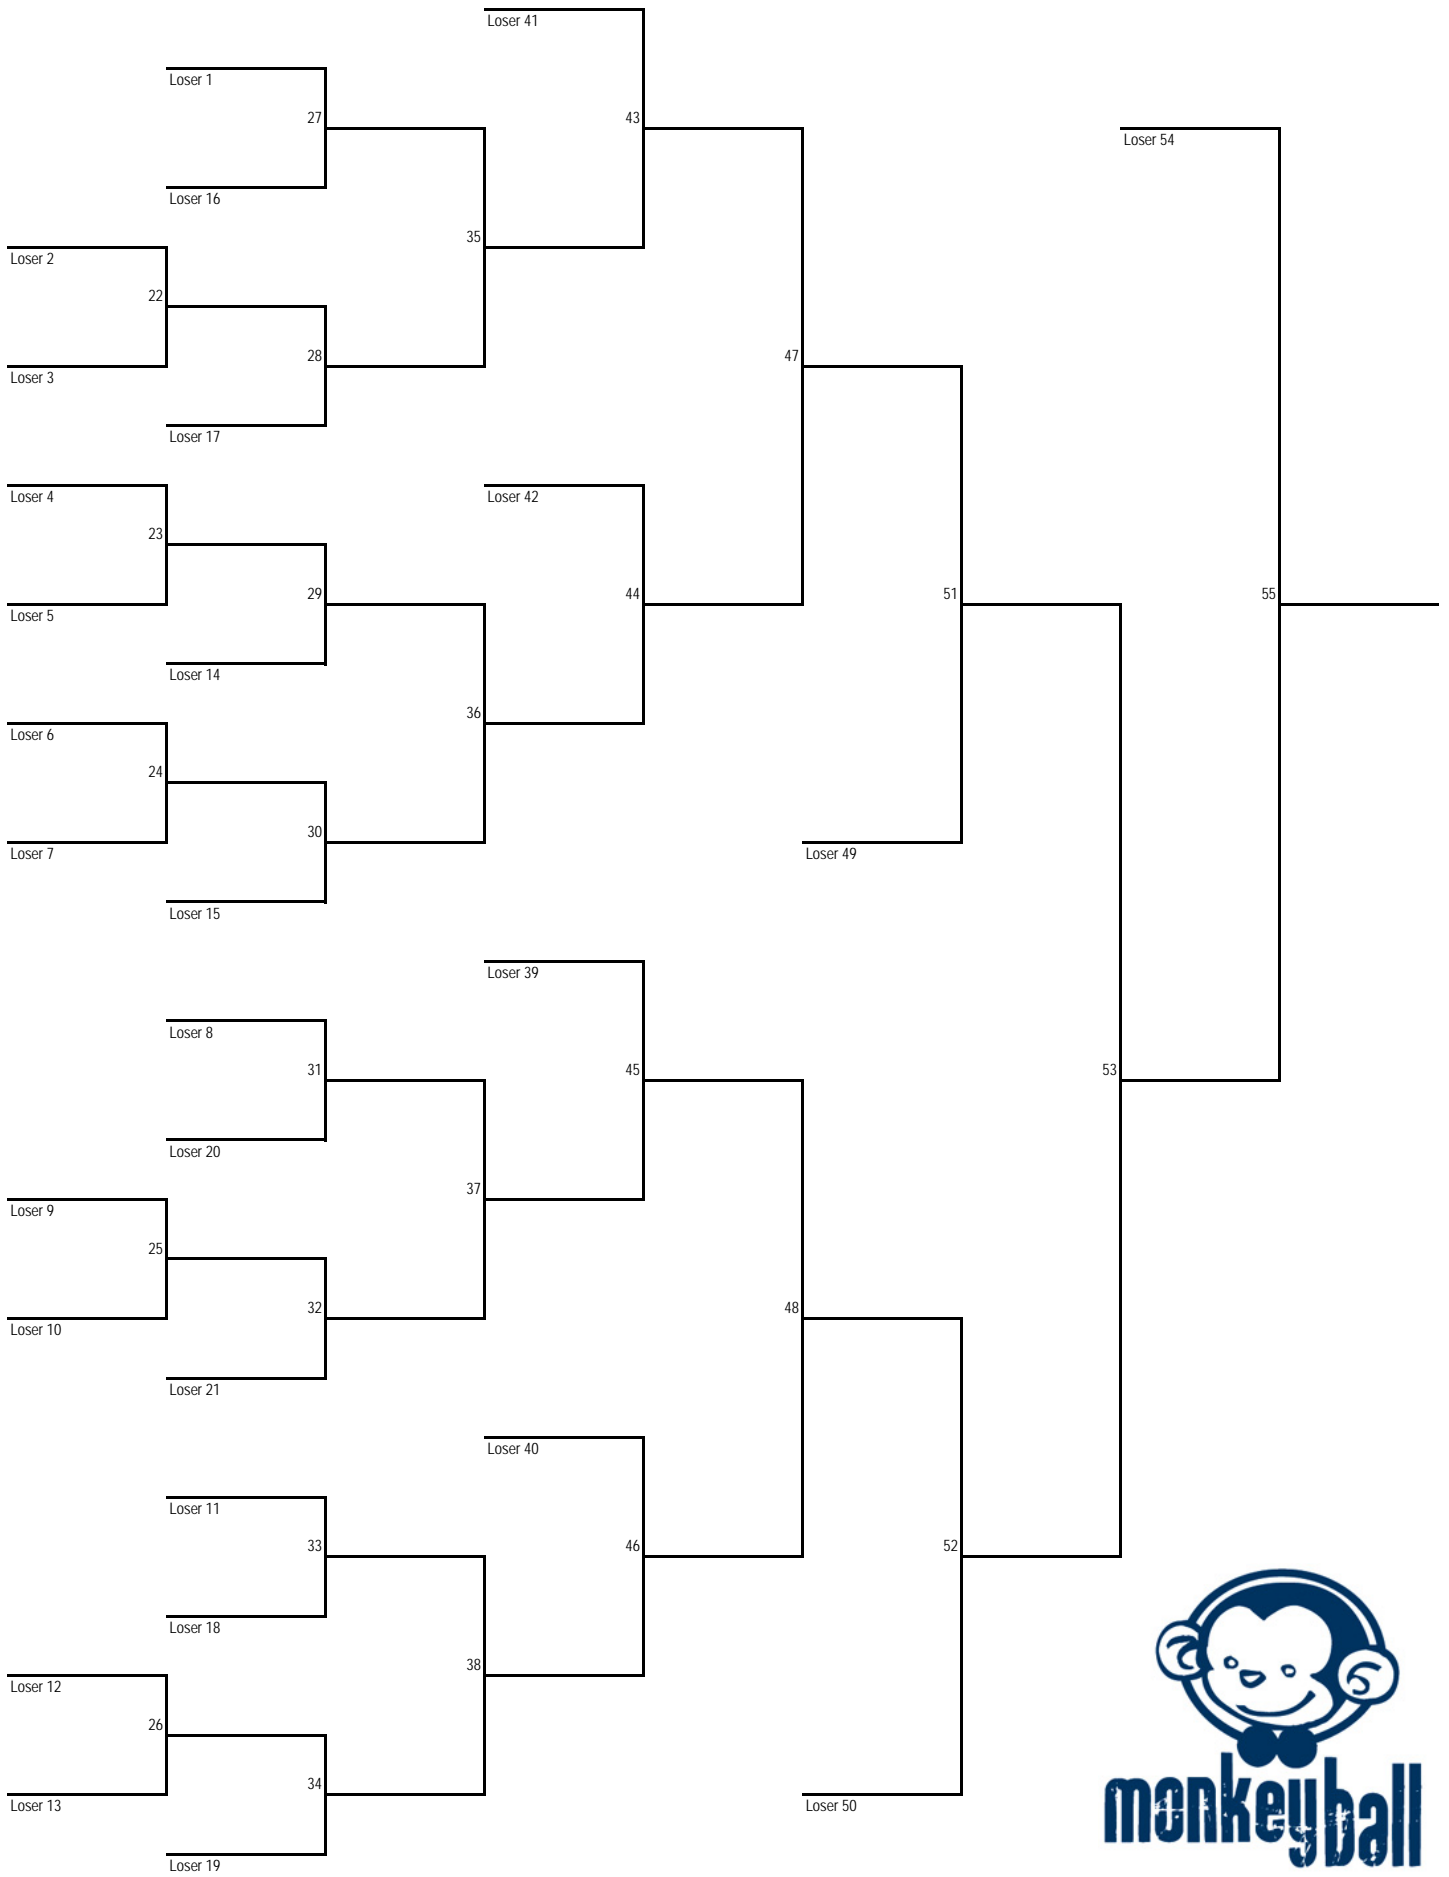 Loser 41
Loser 1
27
43
Loser 54
Loser 16
35
Loser 2
22
28
47
Loser 3
Loser 17
Loser 4
Loser 42
23
29
44
51
55
Loser 5
Loser 14
36
Loser 6
24
30
Loser 7
Loser 49
Loser 15
Loser 39
Loser 8
31
45
53
Loser 20
37
Loser 9
25
32
48
Loser 10
Loser 21
Loser 40
Loser 11
33
46
52
Loser 18
38
Loser 12
26
34
Loser 13
Loser 50
Loser 19
monkeyball